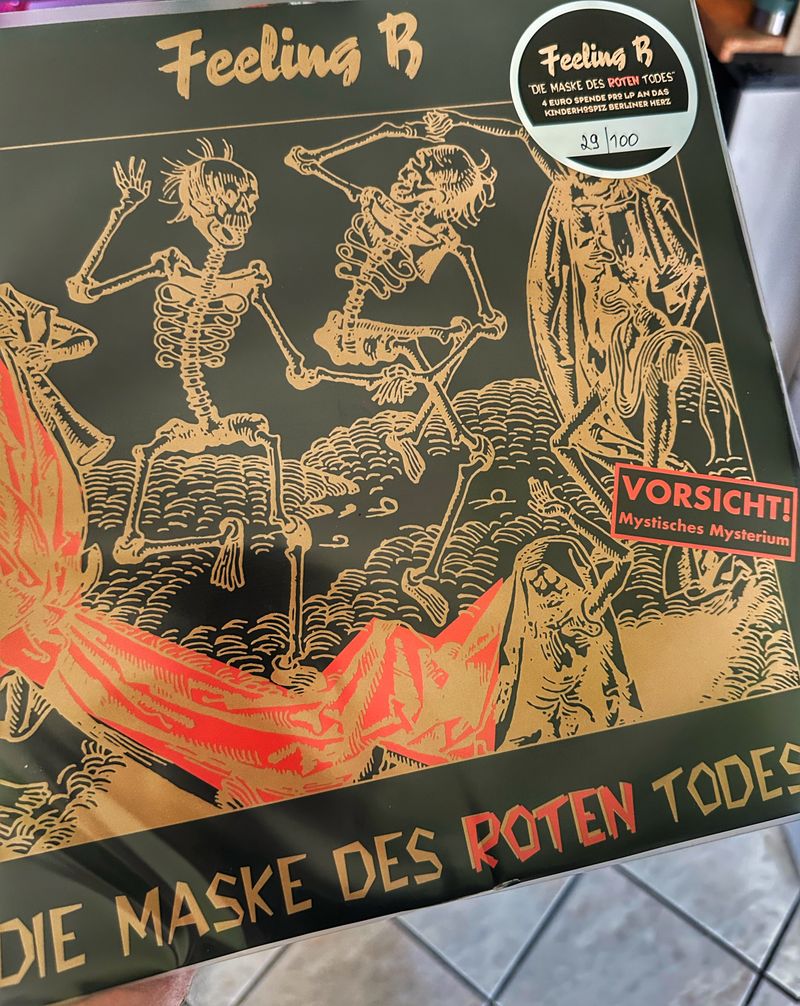 Feeling B
Feeling B
"DIE MASKE DES ROTEN TODES"
4 EURO SPENDE PRO LP AN DAS
KINDERHOSPIZ BERLINER HERZ
29/100
VORSICHT!
Mystisches Mysterium
DIE MASKE DES ROTEN TODES